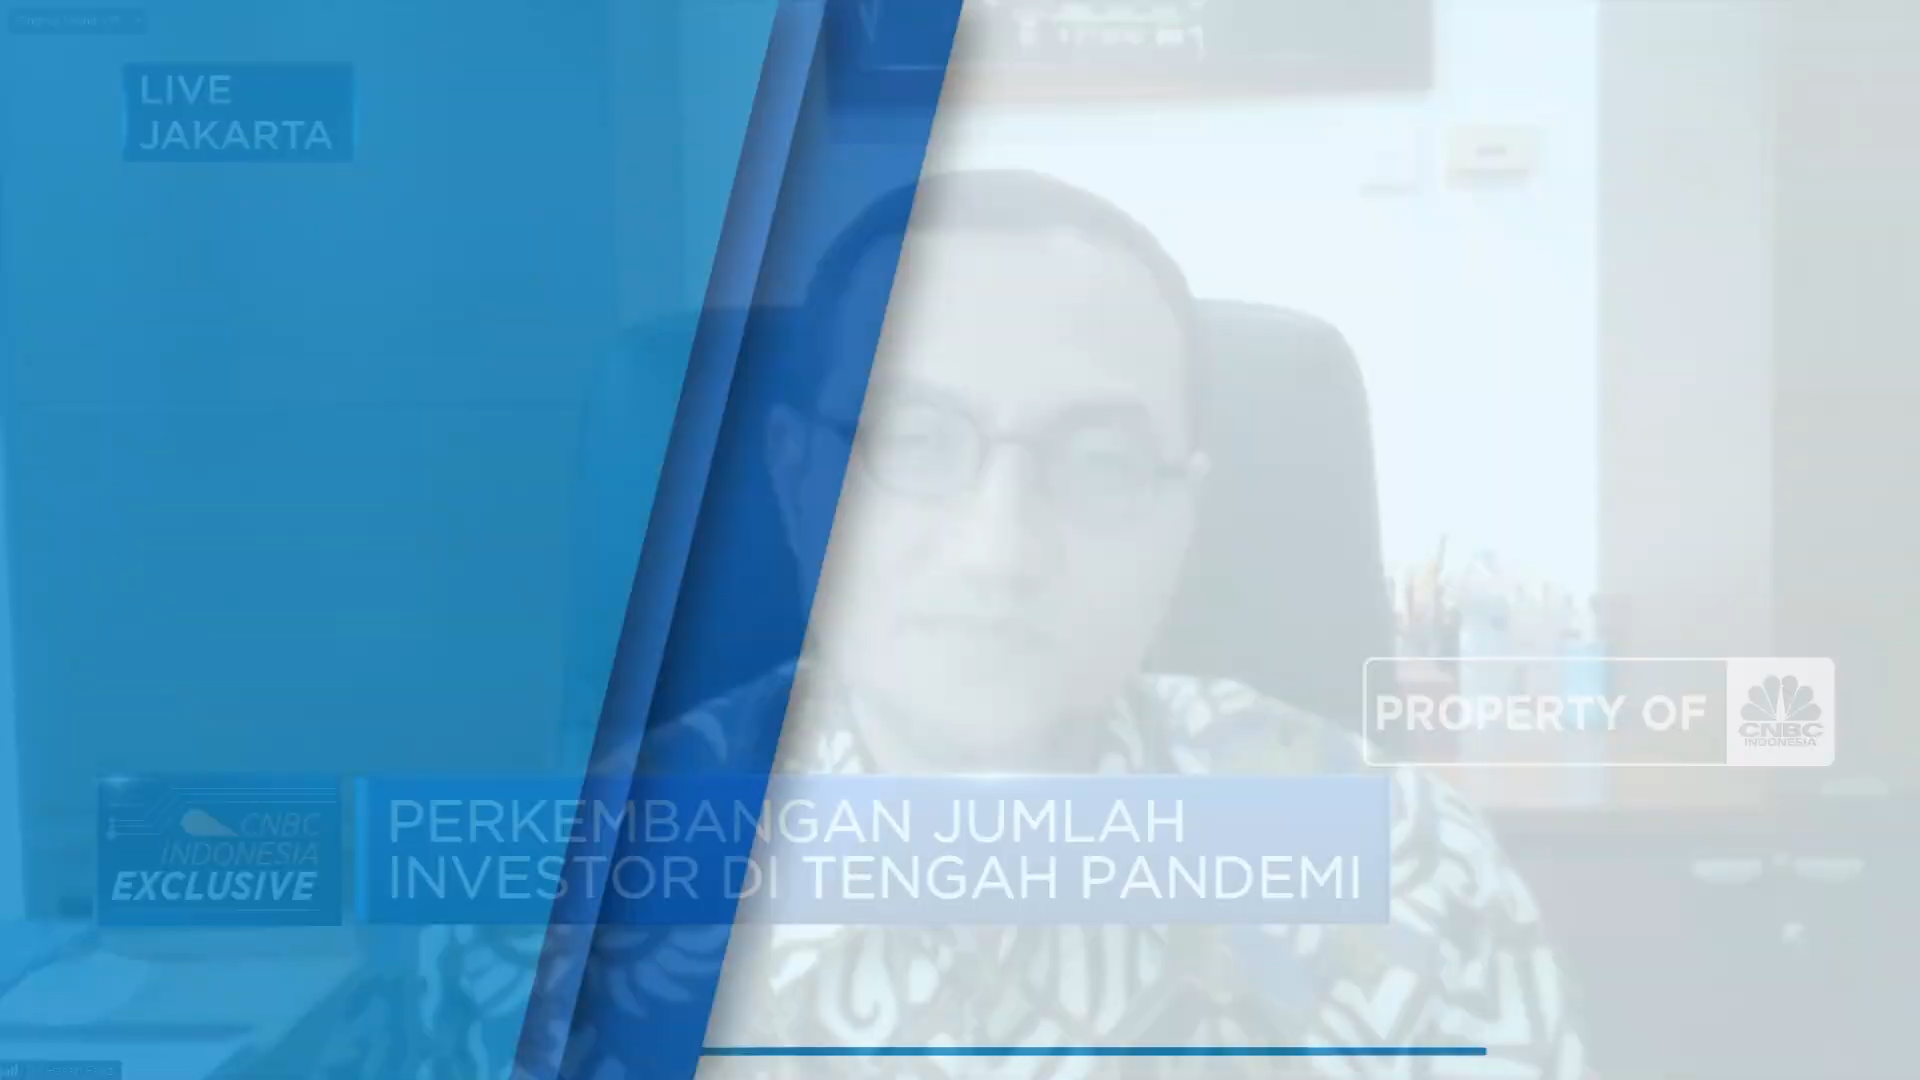 LIVE
JAKARTA
PROPERTY OF
CNBC
INDONESIA
CNBC
INDONESIA
EXCLUSIVE
PERKEMBANGAN JUMLAH
INVESTOR DI TENGAH PANDEMI